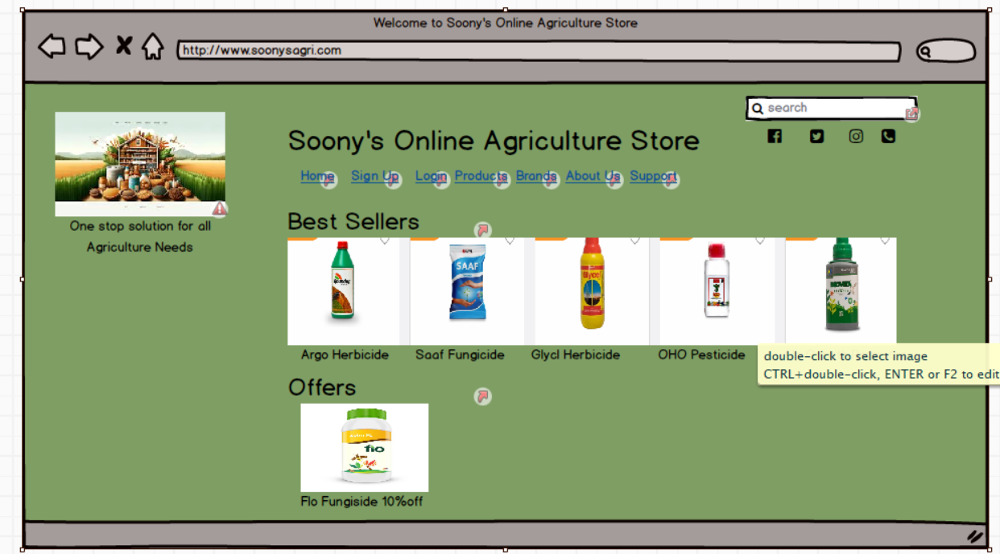 Welcome to Soony's Online Agriculture Store
http://www.soonysagri.com
search
Soony's Online Agriculture Store
Home Sign Up Login Products Brands About Us Support
One stop solution for all
Agriculture Needs
Best Sellers
SAAF
Glycel
Argo Herbicide Saaf Fungicide Glycl Herbicide OHO Pesticide
double-click to select image
CTRL+double-click, ENTER or F2 to edit
Offers
fio
Flo Fungiside 10%off